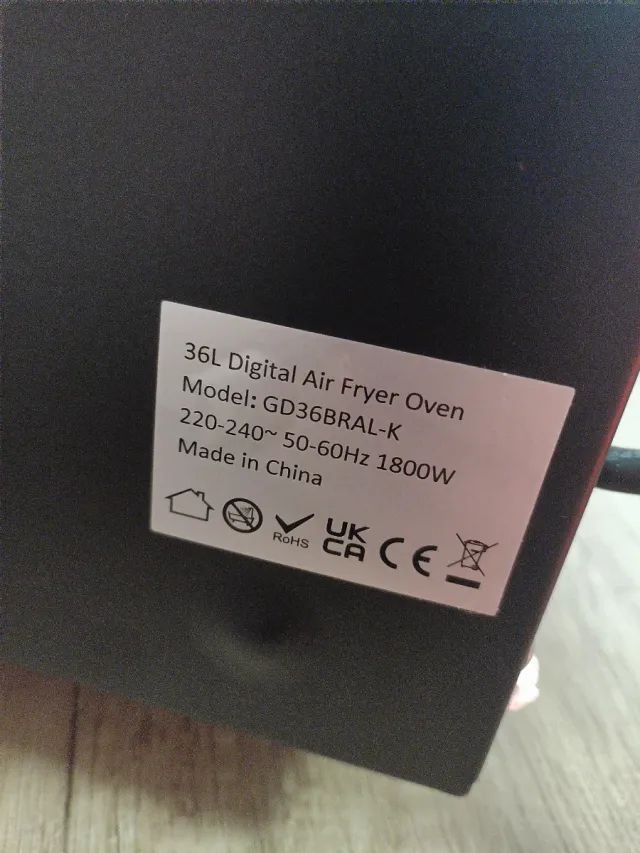 36L Digital Air Fryer Oven
Model: GD36BRAL-K
220-240~ 50-60Hz 1800W
Made in China
RoHS
UK
CA
CE